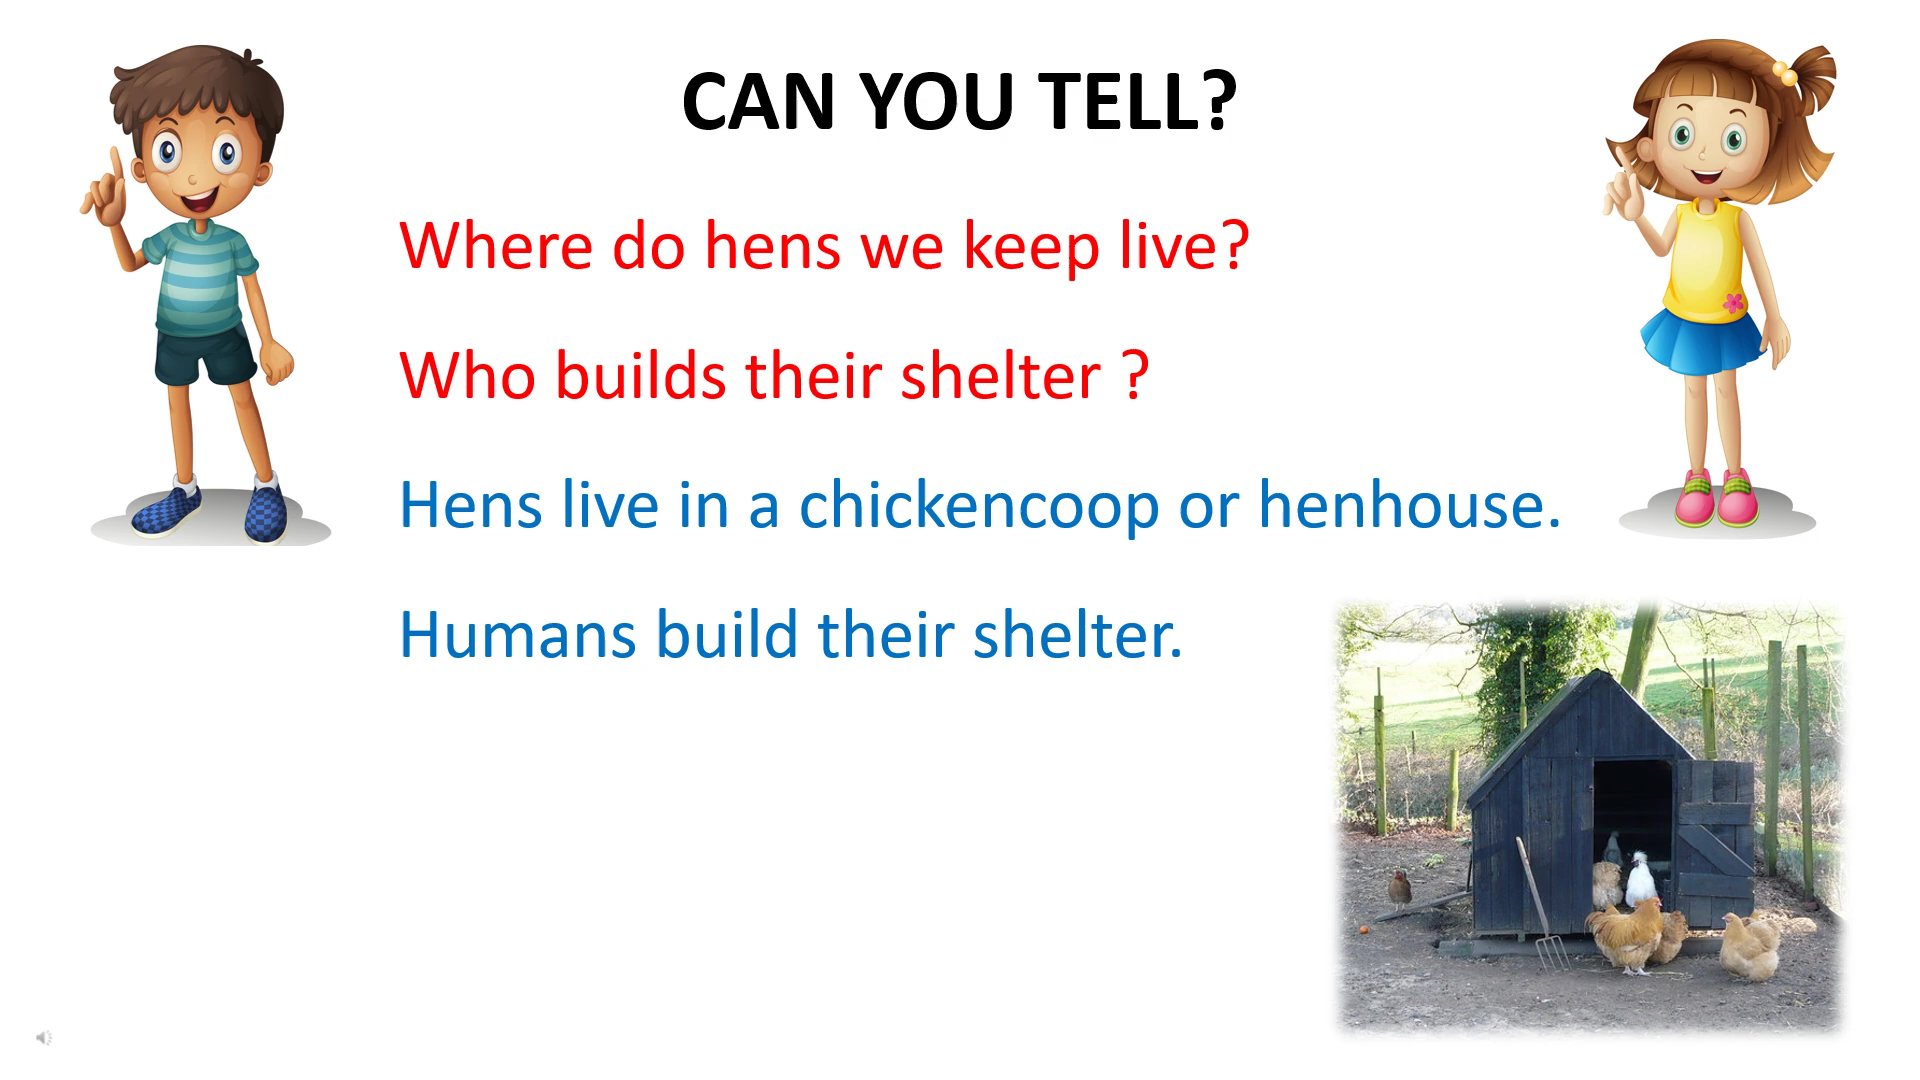 CAN YOU TELL?
Where do hens we keep live?
Who builds their shelter ?
Hens live in a chickencoop or henhouse.
Humans build their shelter.